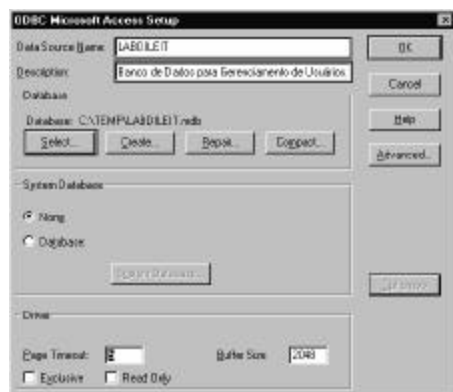 ODBC Microsoft Access Setup
Data Source Name: LABDILEIT
OK
Description: Banco de Dados para Gerenciamento de Usuários
Cancel
Database
Database: C:\TEMP\LABDILEIT.mdb
Help
Select... Create... Repair... Compact...
Advanced...
System Database
None
Database:
System Database...
Driver
Page Timeout:
Buffer Size: 2048
Exclusive Read Only